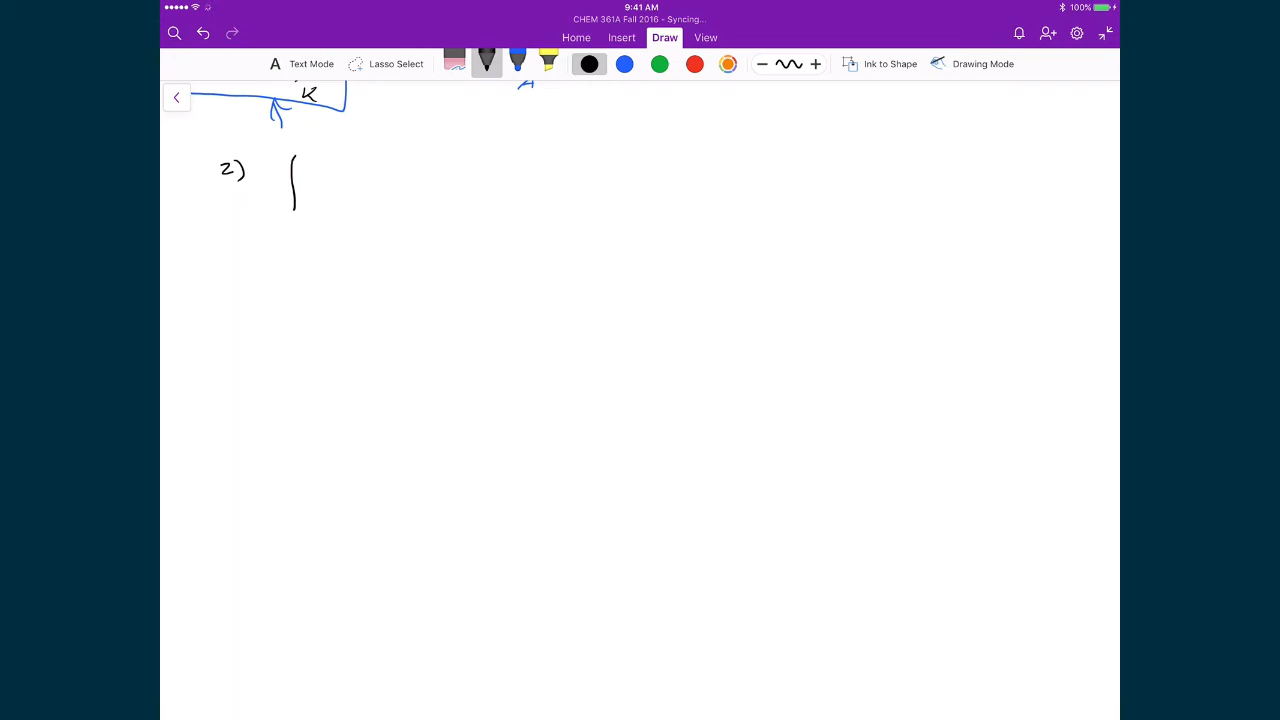 9:41 AM
100%
CHEM 361A Fall 2016 - Syncing...
Home Insert Draw View
A Text Mode Lasso Select Ink to Shape Drawing Mode
R
2)